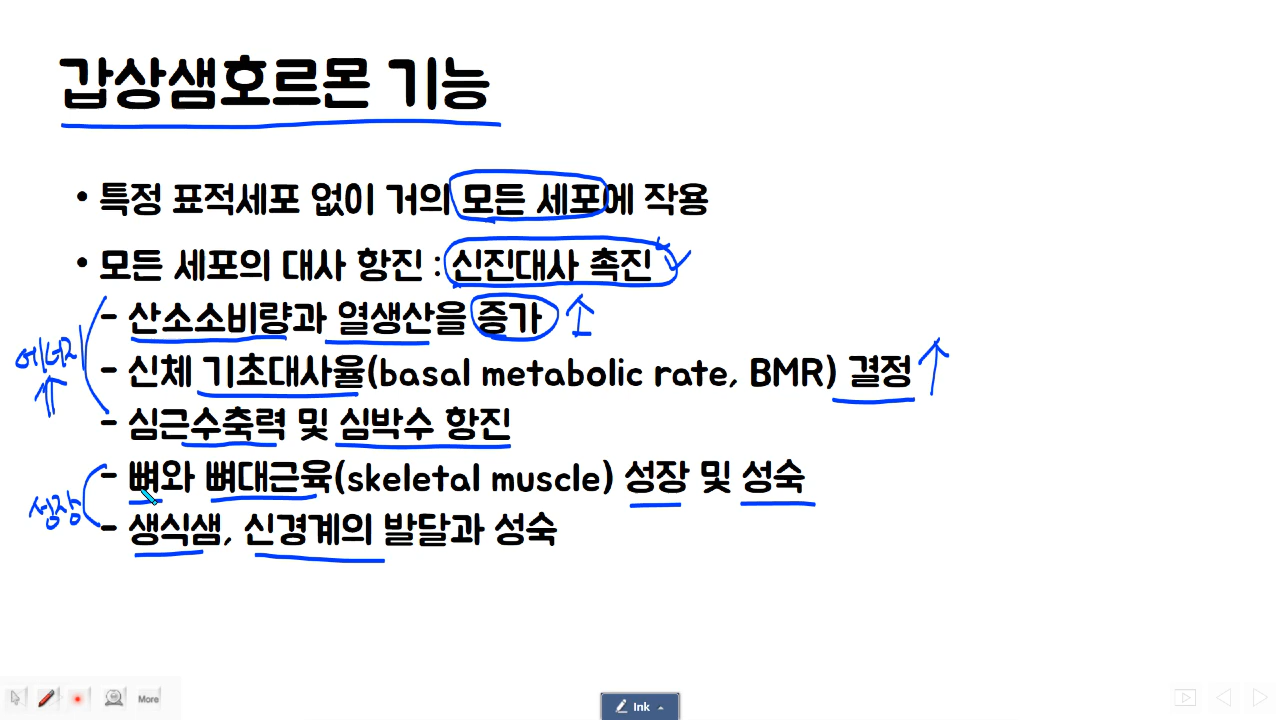 갑상샘호르몬 기능
• 특정 표적세포 없이 거의 모든 세포에 작용
• 모든 세포의 대사 항진 : 신진대사 촉진
- 산소소비량과 열생산을 증가 ↑
에너지 ↑
- 신체 기초대사율(basal metabolic rate, BMR) 결정 ↑
- 심근수축력 및 심박수 항진
- 뼈와 뼈대근육(skeletal muscle) 성장 및 성숙
성장
- 생식샘, 신경계의 발달과 성숙
More
Ink